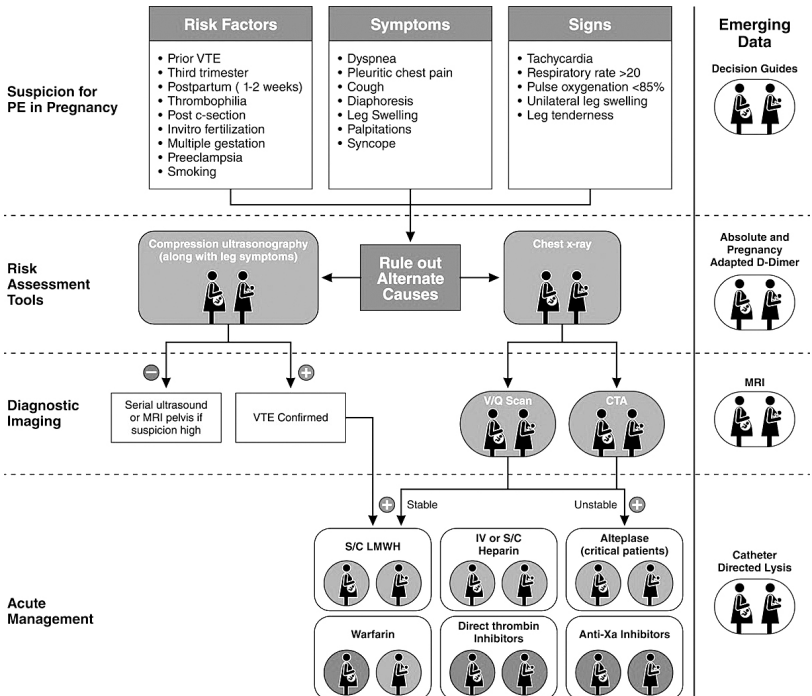 Risk Factors
• Prior VTE
• Third trimester
• Postpartum ( 1-2 weeks)
• Thrombophilia
• Post c-section
• Invitro fertilization
• Multiple gestation
• Preeclampsia
• Smoking
Symptoms
• Dyspnea
• Pleuritic chest pain
• Cough
• Diaphoresis
• Leg Swelling
• Palpitations
• Syncope
Signs
• Tachycardia
• Respiratory rate >20
• Pulse oxygenation <85%
• Unilateral leg swelling
• Leg tenderness
Emerging
Data
Decision Guides
Suspicion for
PE in Pregnancy
Risk
Assessment
Tools
Compression ultrasonography
(along with leg symptoms)
Rule out
Alternate
Causes
Chest x-ray
Absolute and
Pregnancy
Adapted D-Dimer
Diagnostic
Imaging
−
Serial ultrasound
or MRI pelvis if
suspicion high
+
VTE Confirmed
V/Q Scan
CTA
MRI
+
Stable
Unstable
+
Acute
Management
S/C LMWH
IV or S/C
Heparin
Alteplase
(critical patients)
Warfarin
Direct thrombin
Inhibitors
Anti-Xa Inhibitors
Catheter
Directed Lysis